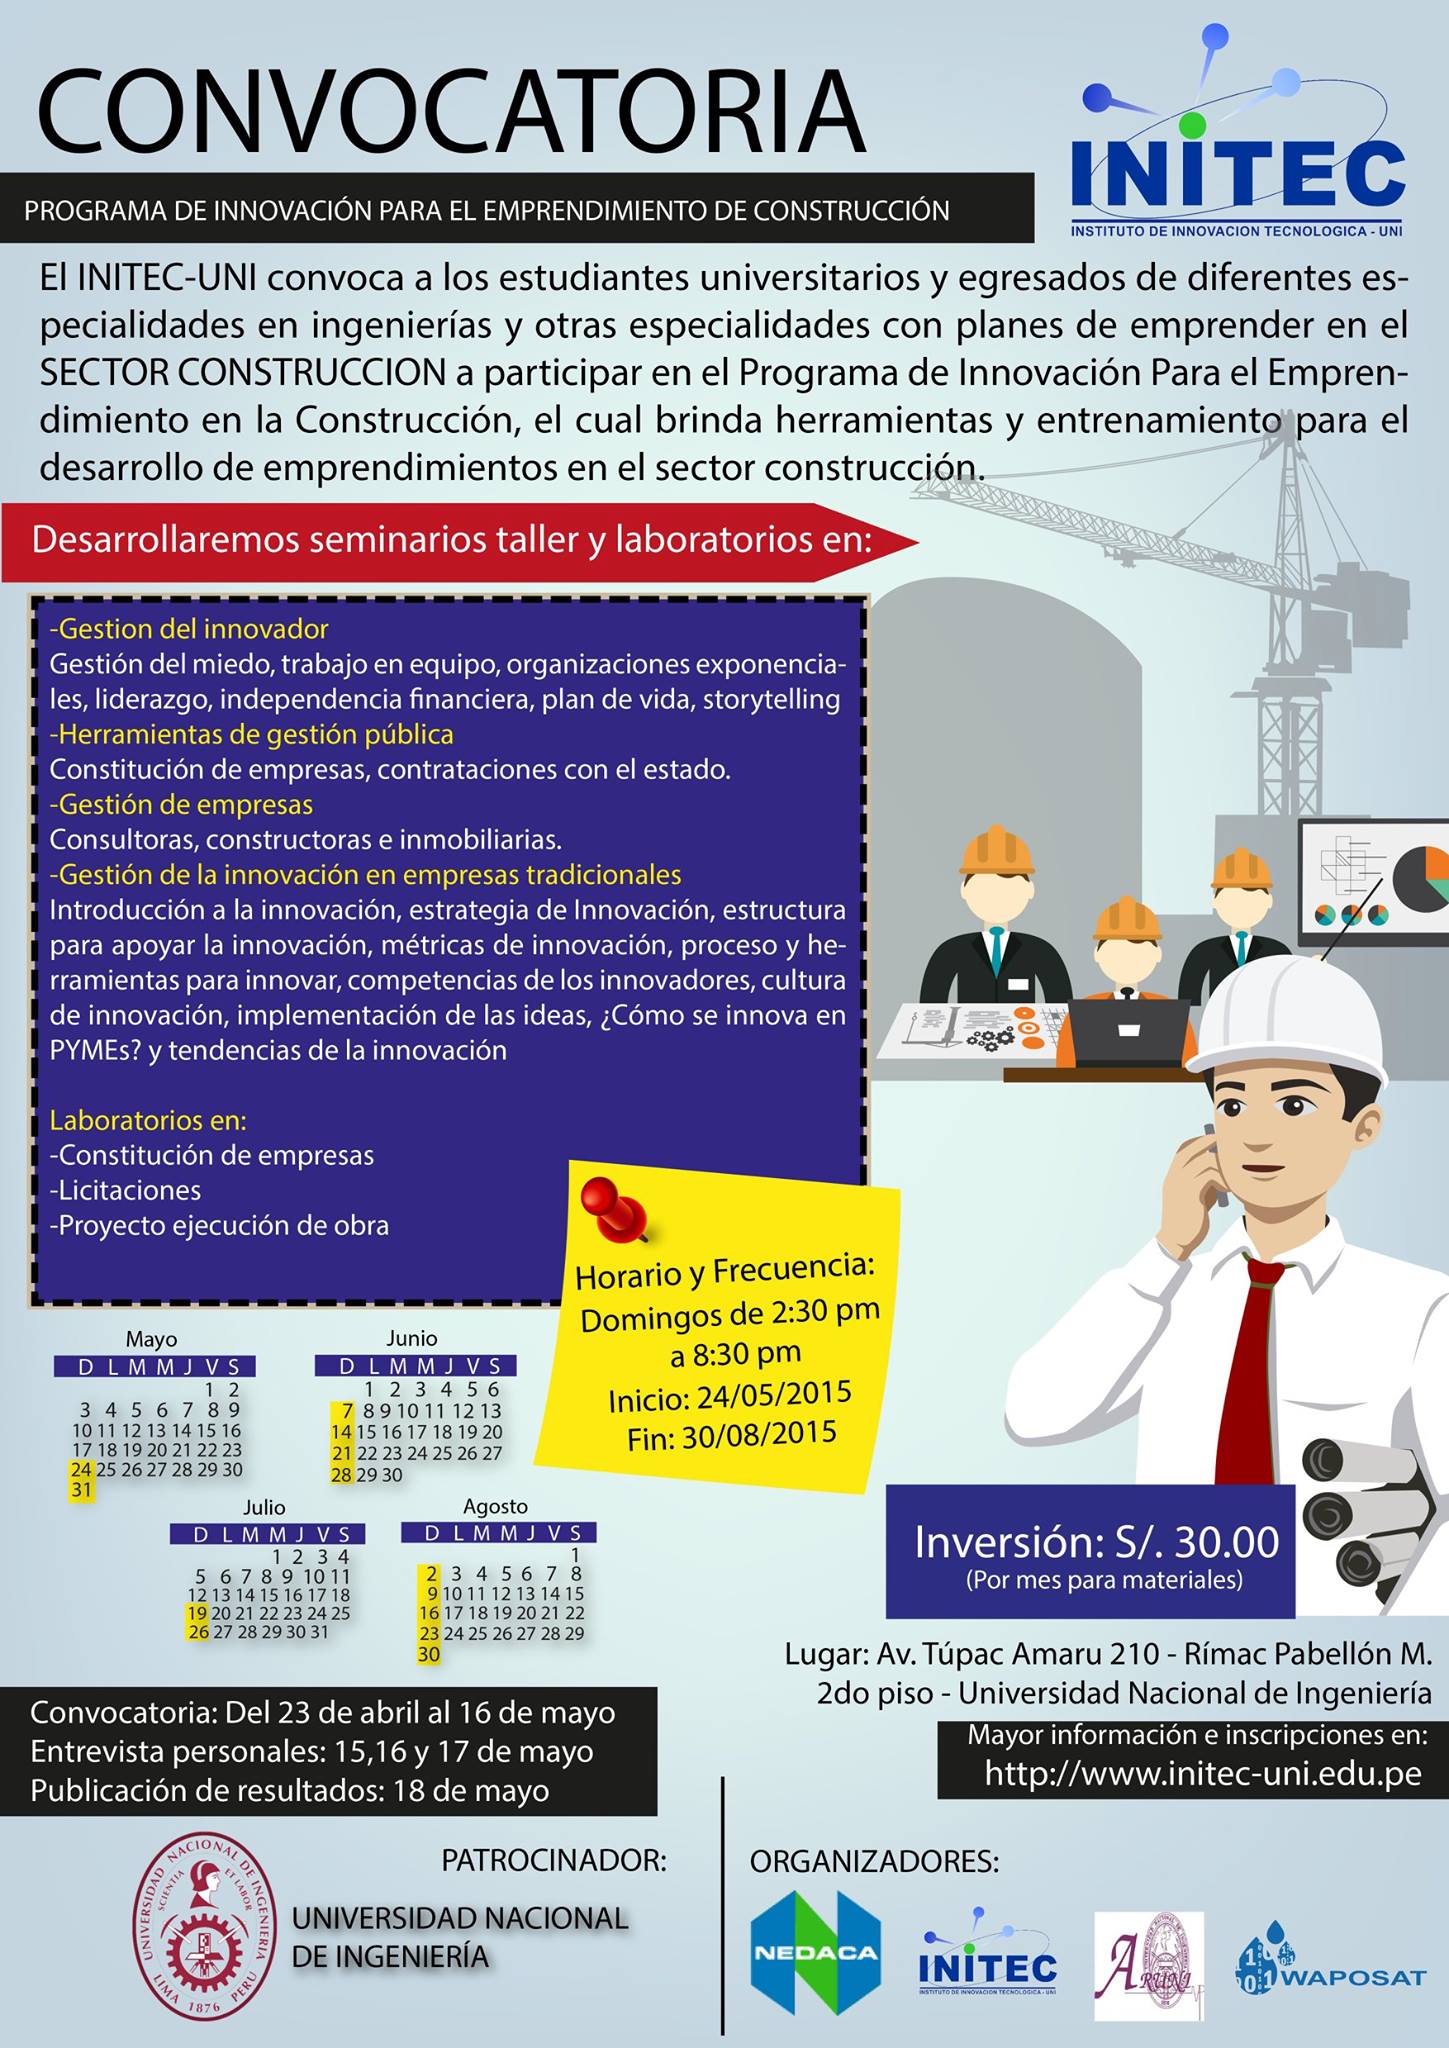 CONVOCATORIA
INITEC
INSTITUTO DE INNOVACION TECNOLOGICA - UNI
PROGRAMA DE INNOVACIÓN PARA EL EMPRENDIMIENTO DE CONSTRUCCIÓN
El INITEC-UNI convoca a los estudiantes universitarios y egresados de diferentes es-
pecialidades en ingenierías y otras especialidades con planes de emprender en el
SECTOR CONSTRUCCION a participar en el Programa de Innovación Para el Empren-
dimiento en la Construcción, el cual brinda herramientas y entrenamiento para el
desarrollo de emprendimientos en el sector construcción.
Desarrollaremos seminarios taller y laboratorios en:
-Gestion del innovador
Gestión del miedo, trabajo en equipo, organizaciones exponencia-
les, liderazgo, independencia financiera, plan de vida, storytelling
-Herramientas de gestión pública
Constitución de empresas, contrataciones con el estado.
-Gestión de empresas
Consultoras, constructoras e inmobiliarias.
-Gestión de la innovación en empresas tradicionales
Introducción a la innovación, estrategia de Innovación, estructura
para apoyar la innovación, métricas de innovación, proceso y he-
rramientas para innovar, competencias de los innovadores, cultura
de innovación, implementación de las ideas, ¿Cómo se innova en
PYMEs? y tendencias de la innovación
Laboratorios en:
-Constitución de empresas
-Licitaciones
-Proyecto ejecución de obra
Horario y Frecuencia:
Domingos de 2:30 pm
a 8:30 pm
Inicio: 24/05/2015
Fin: 30/08/2015
Mayo
D L M M J V S
1 2
3 4 5 6 7 8 9
10 11 12 13 14 15 16
17 18 19 20 21 22 23
24 25 26 27 28 29 30
31
Junio
D L M M J V S
1 2 3 4 5 6
7 8 9 10 11 12 13
14 15 16 17 18 19 20
21 22 23 24 25 26 27
28 29 30
Julio
D L M M J V S
1 2 3 4
5 6 7 8 9 10 11
12 13 14 15 16 17 18
19 20 21 22 23 24 25
26 27 28 29 30 31
Agosto
D L M M J V S
1
2 3 4 5 6 7 8
9 10 11 12 13 14 15
16 17 18 19 20 21 22
23 24 25 26 27 28 29
30
Inversión: S/. 30.00
(Por mes para materiales)
Lugar: Av. Túpac Amaru 210 - Rímac Pabellón M.
2do piso - Universidad Nacional de Ingeniería
Mayor información e inscripciones en:
http://www.initec-uni.edu.pe
Convocatoria: Del 23 de abril al 16 de mayo
Entrevista personales: 15,16 y 17 de mayo
Publicación de resultados: 18 de mayo
UNIVERSIDAD NACIONAL DE INGENIERIA
SCIENTIA ET LABOR
LIMA 1876 PERU
PATROCINADOR:
UNIVERSIDAD NACIONAL
DE INGENIERÍA
ORGANIZADORES:
NEDACA
INITEC
INSTITUTO DE INNOVACION TECNOLOGICA - UNI
ARUNI
WAPOSAT